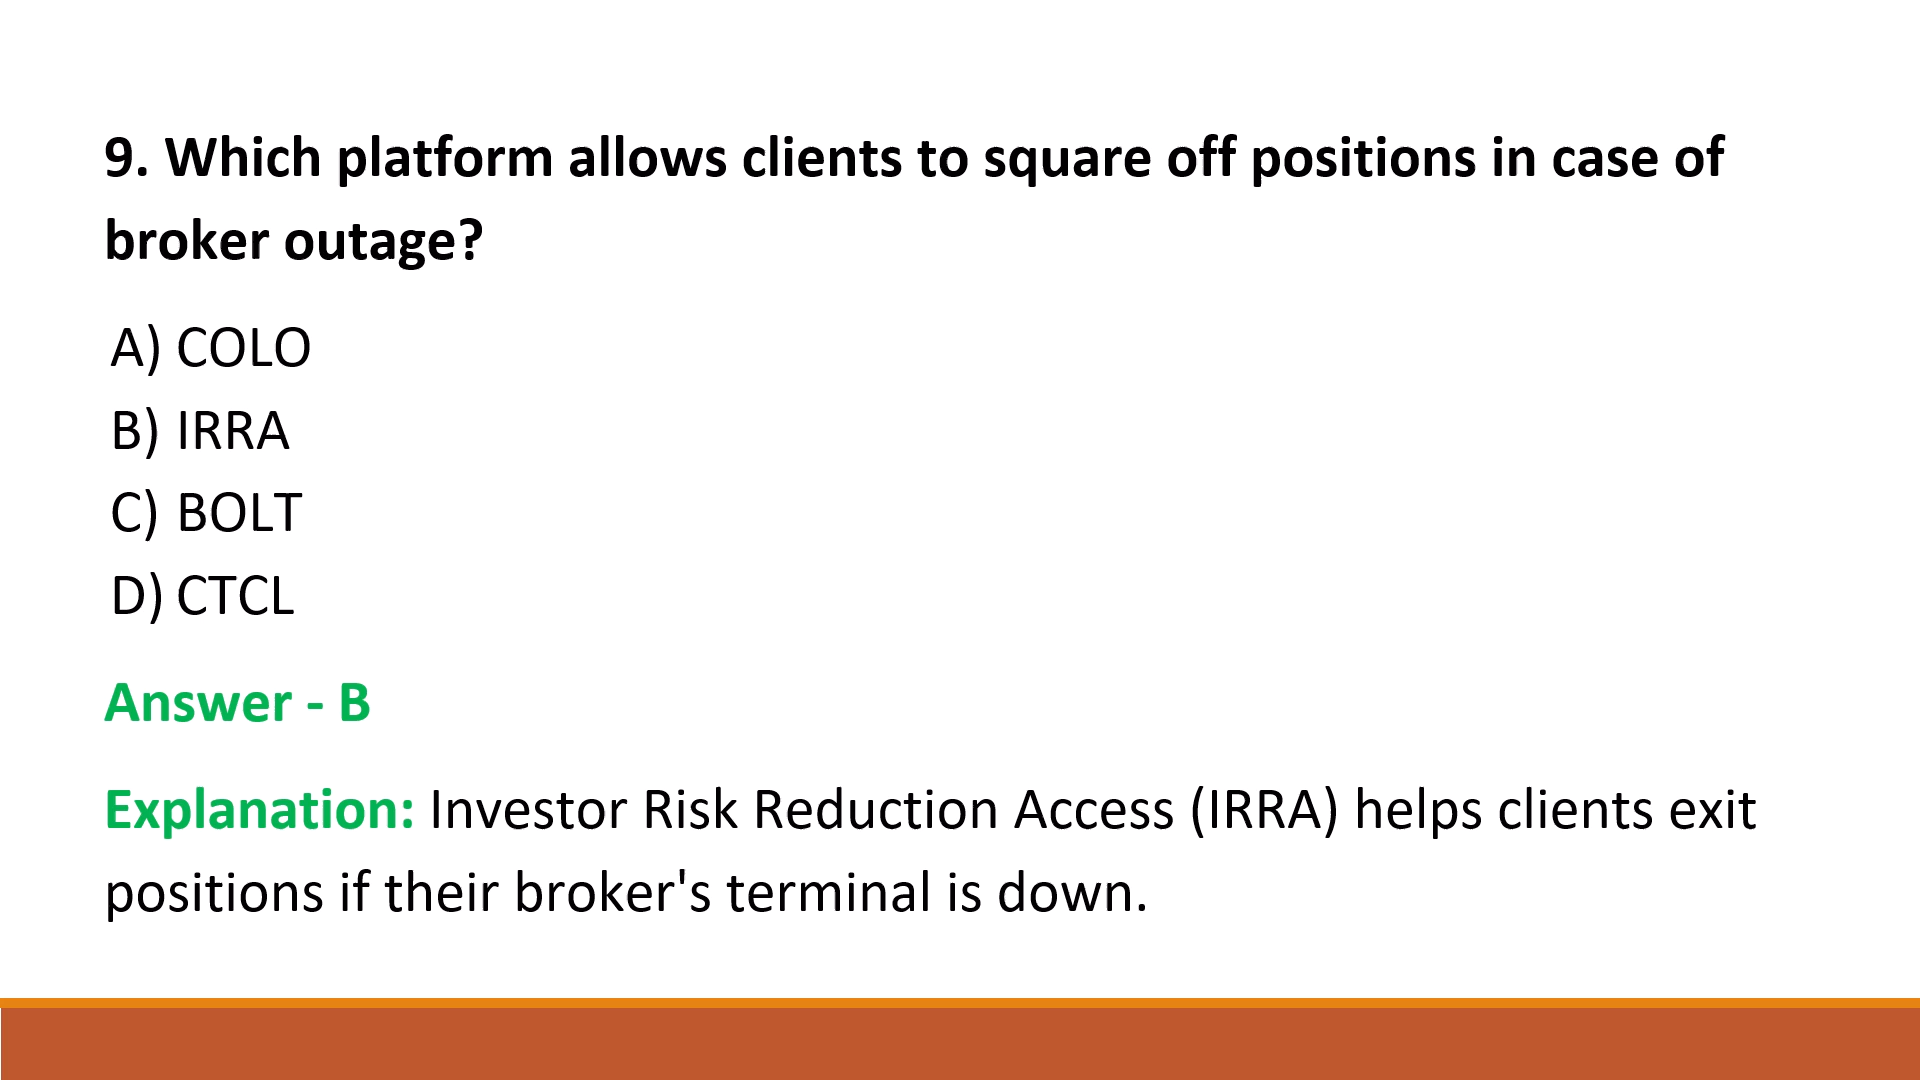 9. Which platform allows clients to square off positions in case of
broker outage?
A) COLO
B) IRRA
C) BOLT
D) CTCL
Answer - B
Explanation: Investor Risk Reduction Access (IRRA) helps clients exit
positions if their broker's terminal is down.